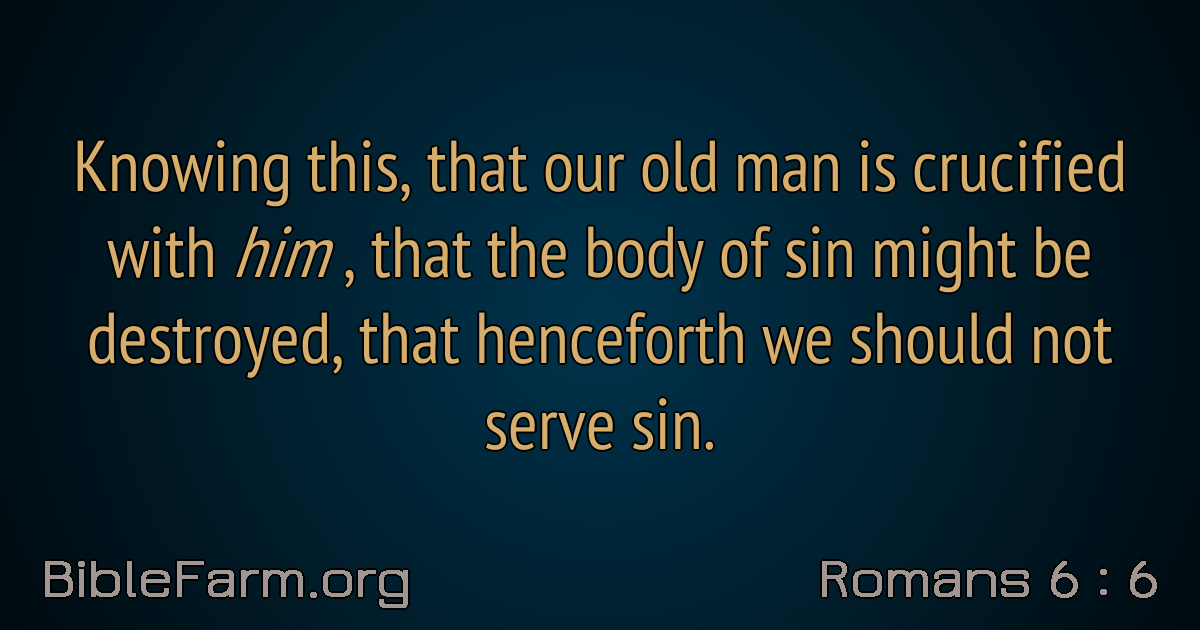 Knowing this, that our old man is crucified
with him , that the body of sin might be
destroyed, that henceforth we should not
serve sin.
BibleFarm.org
Romans 6 : 6